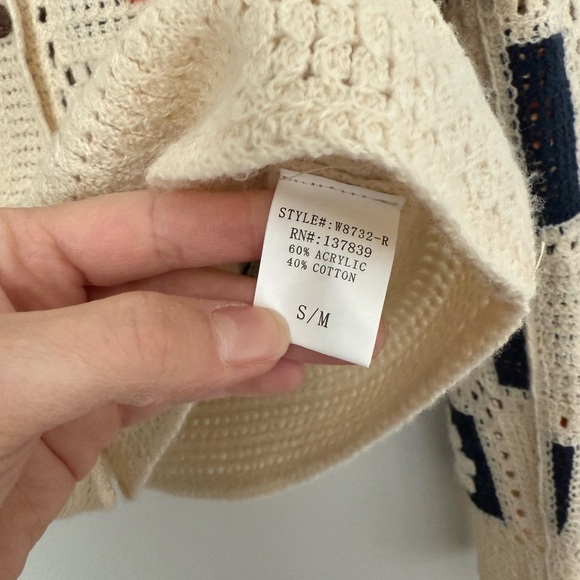 STYLE#:W8732-R
RN#:137839
60% ACRYLIC
40% COTTON
S/M